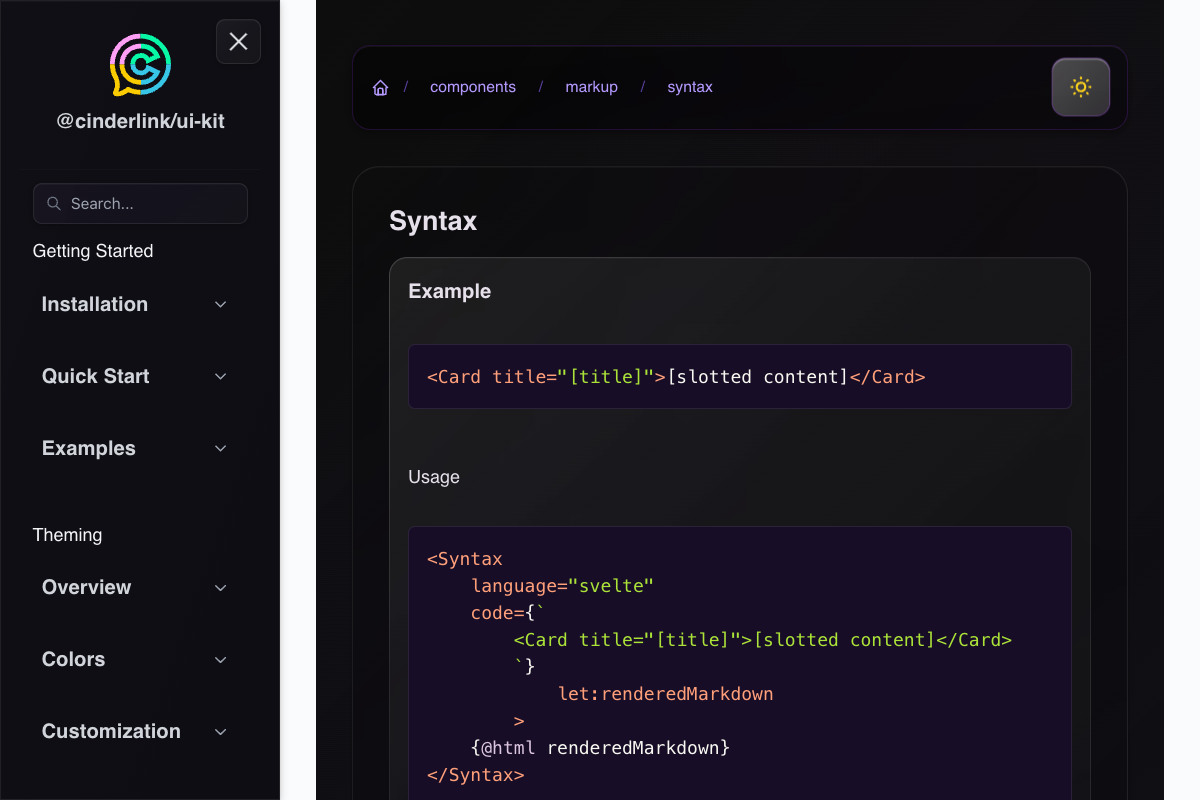 @cinderlink/ui-kit
Search...
Getting Started
Installation
Quick Start
Examples
Theming
Overview
Colors
Customization
/ components / markup / syntax
Syntax
Example
<Card title="[title]">[slotted content]</Card>
Usage
<Syntax
    language="svelte"
    code={`
        <Card title="[title]">[slotted content]</Card>
        `}
            let:renderedMarkdown
        >
    {@html renderedMarkdown}
</Syntax>